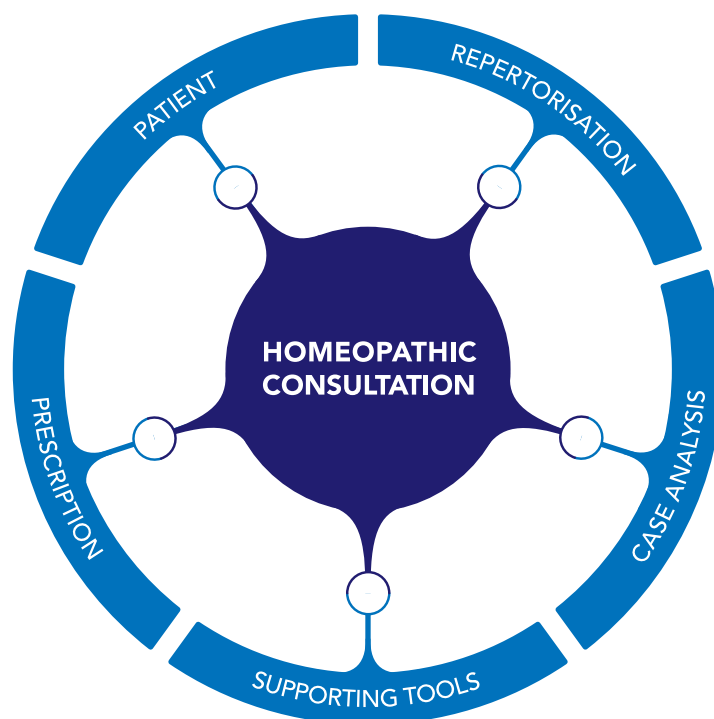 PATIENT
REPERTORISATION
HOMEOPATHIC
CONSULTATION
PRESCRIPTION
CASE ANALYSIS
SUPPORTING TOOLS